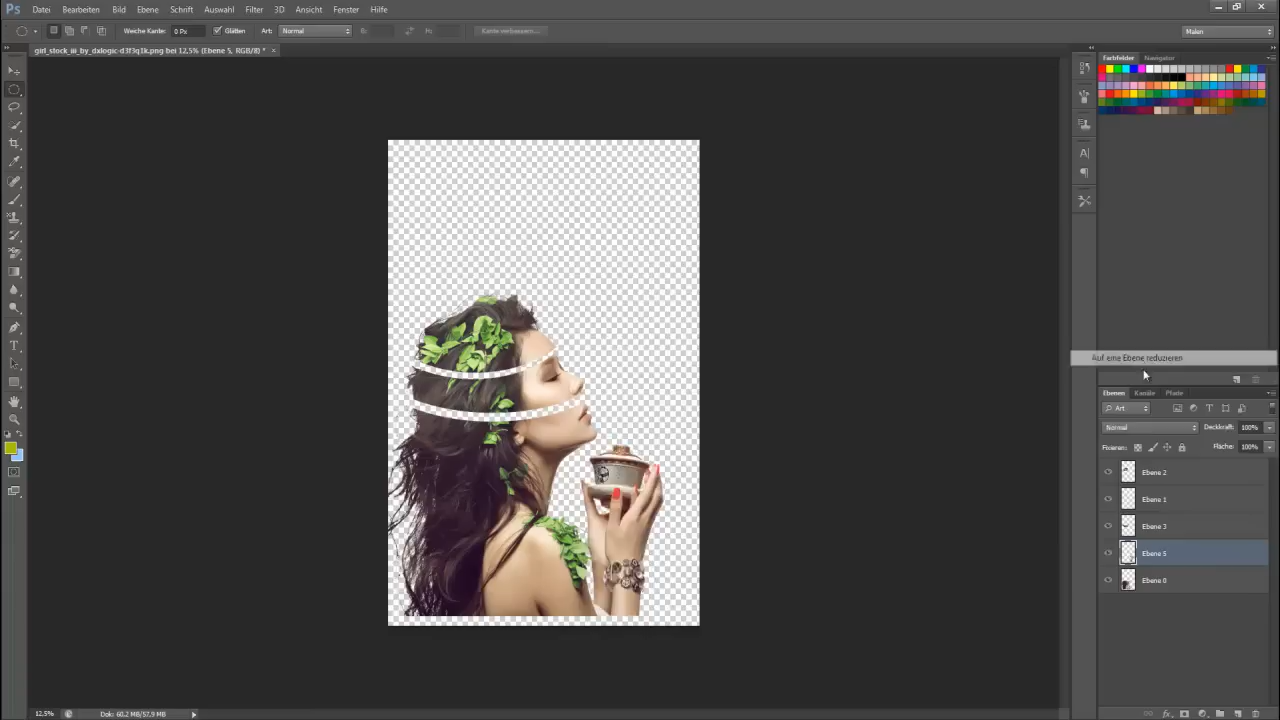 Ps Datei Bearbeiten Bild Ebene Schrift Auswahl Filter 3D Ansicht Fenster Hilfe
Weiche Kante: 0 Ps Glätten Art: Normal B: H: Kante verbessern... Malen
girl_stock_iii_by_dxlogic-d3f3q1k.png bei 12,5% (Ebene 5, RGB/8) *
Farbfelder Navigator
Auf eine Ebene reduzieren
Ebenen Kanäle Pfade
Art
Normal Deckkraft: 100%
Fixieren: Fläche: 100%
Ebene 2
Ebene 1
Ebene 3
Ebene 5
Ebene 0
12,5% Dok: 60,2 MB/57,9 MB